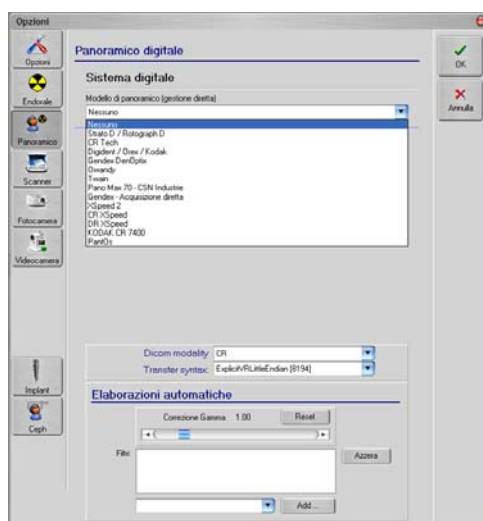 Opzioni
Opzioni
Endorale
Panoramico
Scanner
Fotocamera
Videocamera
Implant
Ceph
Panoramico digitale
Sistema digitale
Modello di panoramico (gestione diretta)
Nessuno
Nessuno
Strato D / Rotograph D
CR Tech
Digident / Orex / Kodak
Gendex DenOptix
Owandy
Twain
Pano Max 70 - CSN Industrie
Gendex - Acquisizione diretta
XSpeed 2
CR XSpeed
DR XSpeed
KODAK CR 7400
PantOs
Dicom modality: CR
Transfer syntax: ExplicitVRLittleEndian [8194]
Elaborazioni automatiche
Correzione Gamma 1.00 Reset
Filtri
Azzera
Add ...
OK
Annulla